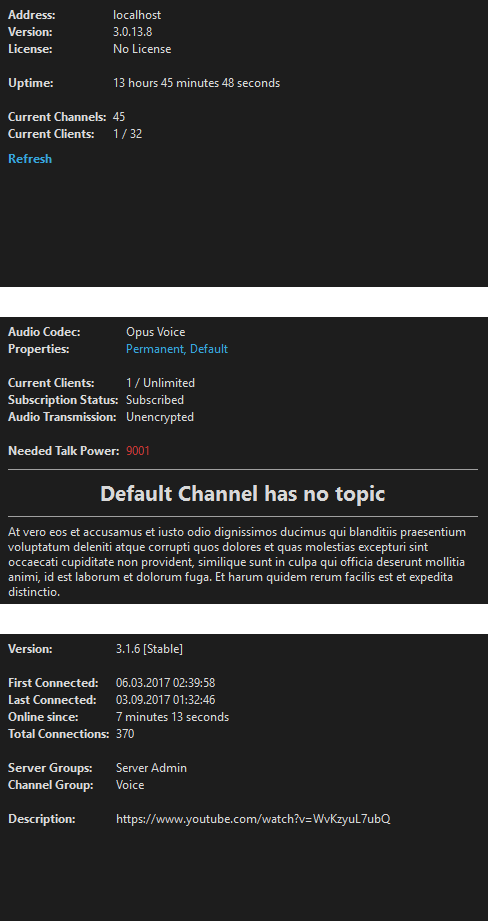 Address: localhost
Version: 3.0.13.8
License: No License
Uptime: 13 hours 45 minutes 48 seconds
Current Channels: 45
Current Clients: 1 / 32
Refresh
Audio Codec: Opus Voice
Properties: Permanent, Default
Current Clients: 1 / Unlimited
Subscription Status: Subscribed
Audio Transmission: Unencrypted
Needed Talk Power: 9001
Default Channel has no topic
At vero eos et accusamus et iusto odio dignissimos ducimus qui blanditiis praesentium
voluptatum deleniti atque corrupti quos dolores et quas molestias excepturi sint
occaecati cupiditate non provident, similique sunt in culpa qui officia deserunt mollitia
animi, id est laborum et dolorum fuga. Et harum quidem rerum facilis est et expedita
distinctio.
Version: 3.1.6 [Stable]
First Connected: 06.03.2017 02:39:58
Last Connected: 03.09.2017 01:32:46
Online since: 7 minutes 13 seconds
Total Connections: 370
Server Groups: Server Admin
Channel Group: Voice
Description: https://www.youtube.com/watch?v=WvKzyuL7ubQ